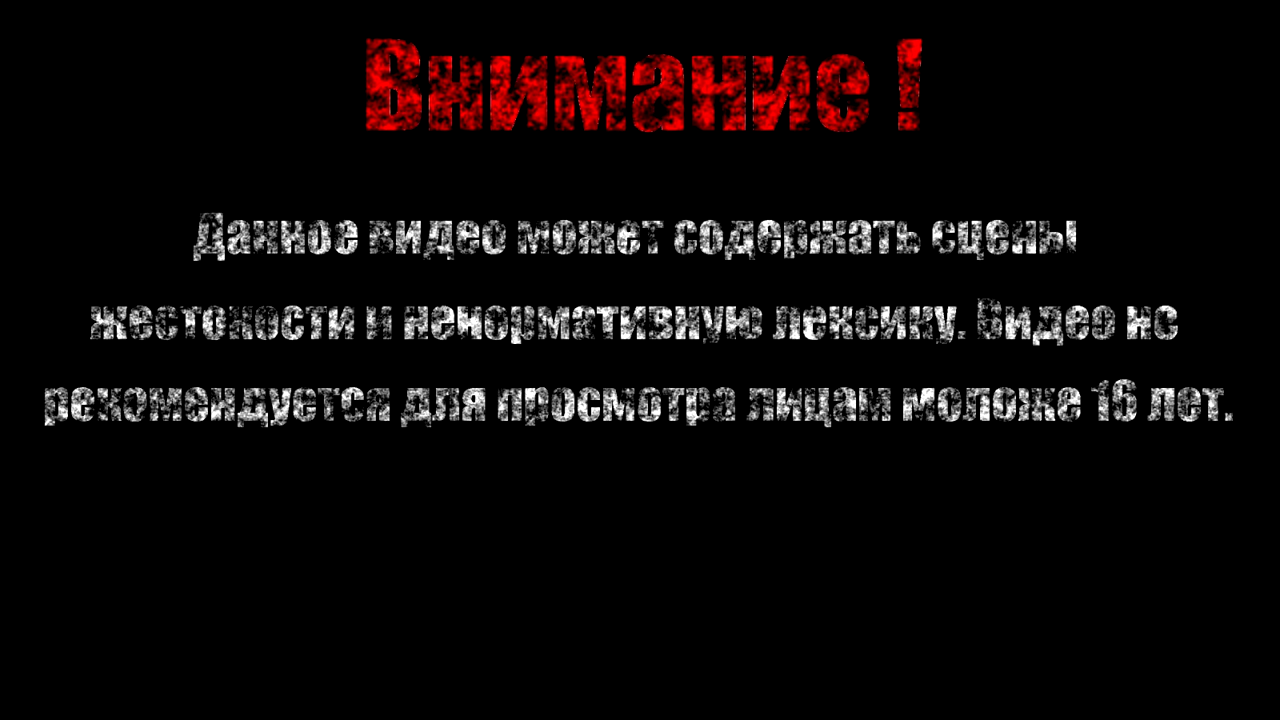 Внимание !
Данное видео может содержать сцены
жестокости и ненормативную лексику. Видео не
рекомендуется для просмотра лицам моложе 16 лет.